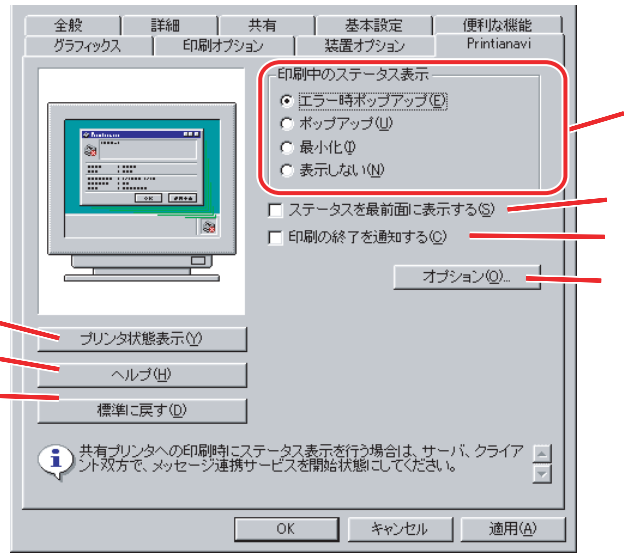 全般 詳細 共有 基本設定 便利な機能
グラフィックス 印刷オプション 装置オプション Printianavi
印刷中のステータス表示
エラー時ポップアップ(E)
ポップアップ(U)
最小化(I)
表示しない(N)
ステータスを最前面に表示する(S)
印刷の終了を通知する(C)
オプション(O)...
OK
プリンタ状態表示(Y)
ヘルプ(H)
標準に戻す(D)
共有プリンタへの印刷時にステータス表示を行う場合は、サーバ、クライア
ント双方で、メッセージ連携サービスを開始状態にしてください。
OK キャンセル 適用(A)